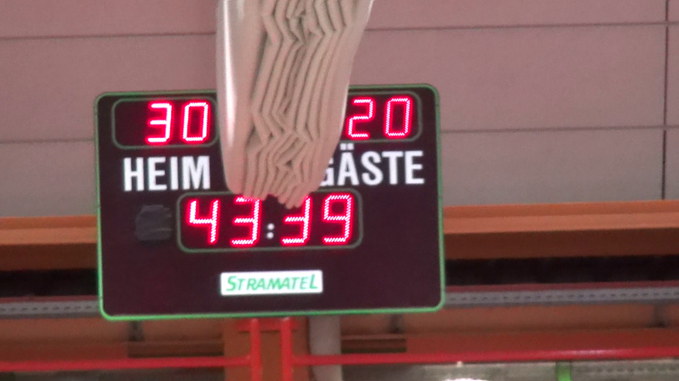 30 20
HEIM GÄSTE
43:39
STRAMATEL